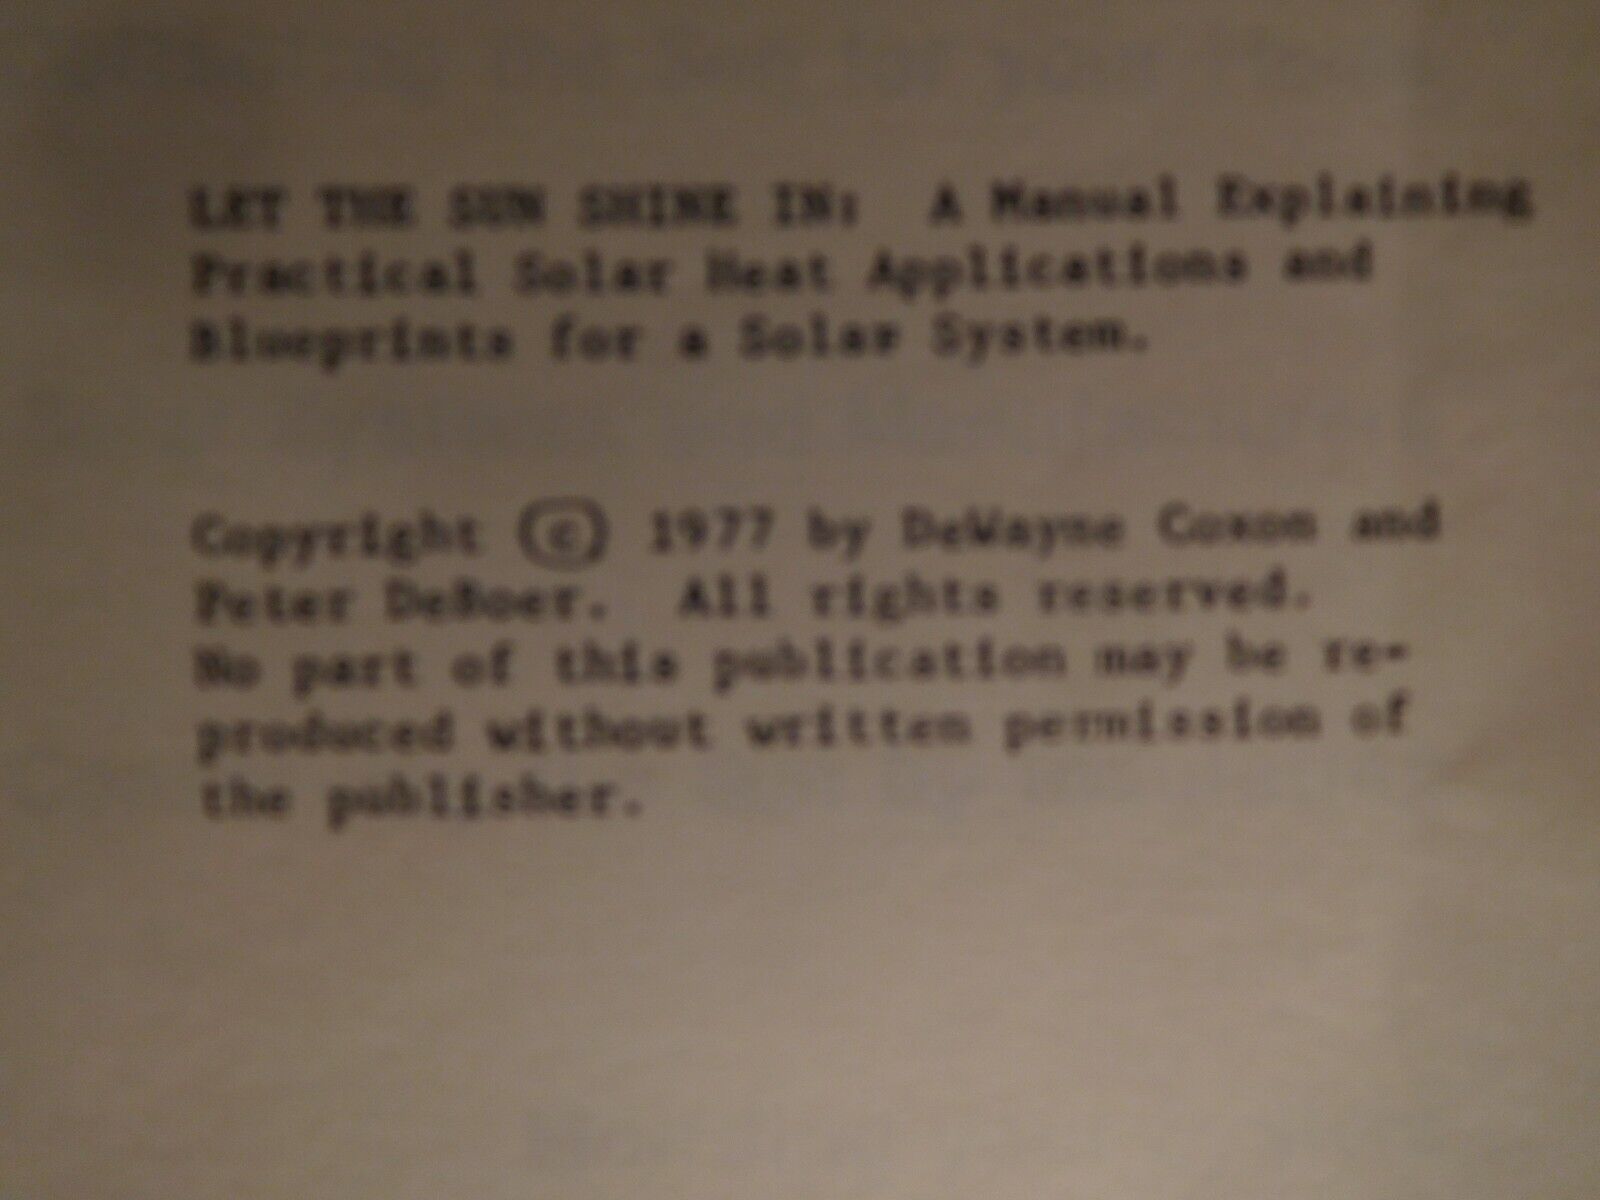 LET THE SUN SHINE IN:  A Manual Explaining
Practical Solar Heat Applications and
Blueprints for a Solar System.
Copyright © 1977 by DeWayne Coxon and
Peter DeBoer.  All rights reserved.
No part of this publication may be re-
produced without written permission of
the publisher.